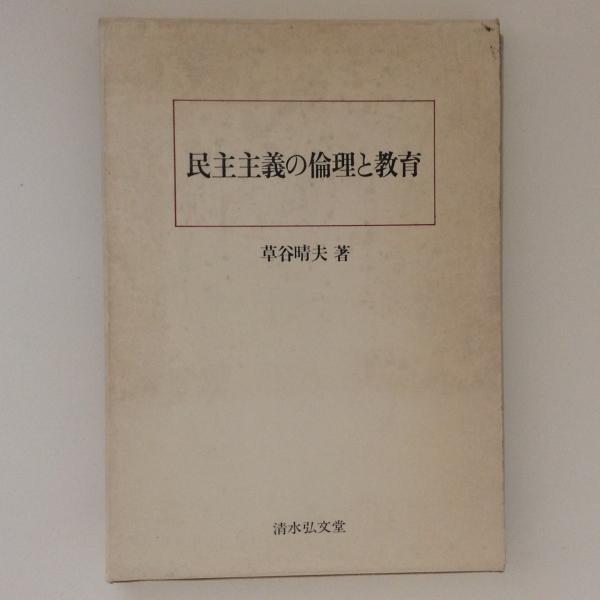 民主主義の倫理と教育
草谷晴夫 著
清水弘文堂